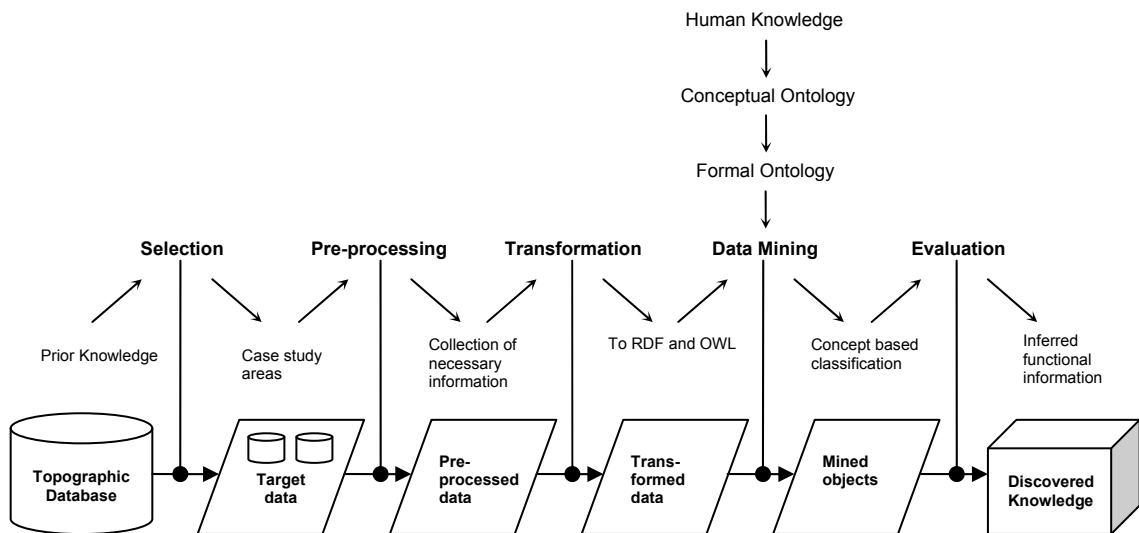 Human Knowledge
Conceptual Ontology
Formal Ontology
Selection
Pre-processing
Transformation
Data Mining
Evaluation
Prior Knowledge
Case study
areas
Collection of
necessary
information
To RDF and OWL
Concept based
classification
Inferred
functional
information
Topographic
Database
Target
data
Pre-
processed
data
Trans-
formed
data
Mined
objects
Discovered
Knowledge